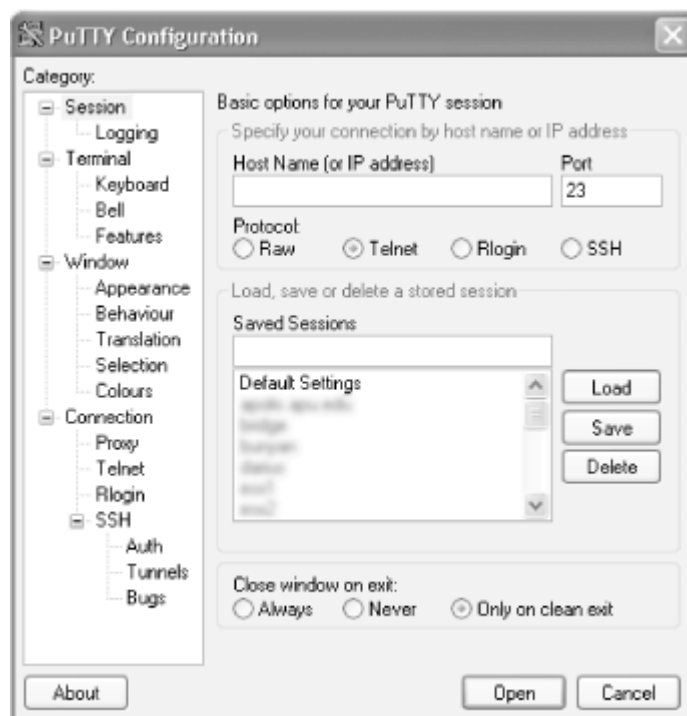 PuTTY Configuration
Category:
Session
Logging
Terminal
Keyboard
Bell
Features
Window
Appearance
Behaviour
Translation
Selection
Colours
Connection
Proxy
Telnet
Rlogin
SSH
Auth
Tunnels
Bugs
Basic options for your PuTTY session
Specify your connection by host name or IP address
Host Name (or IP address) Port
23
Protocol:
Raw Telnet Rlogin SSH
Load, save or delete a stored session
Saved Sessions
Default Settings
Load
Save
Delete
Close window on exit:
Always Never Only on clean exit
About Open Cancel